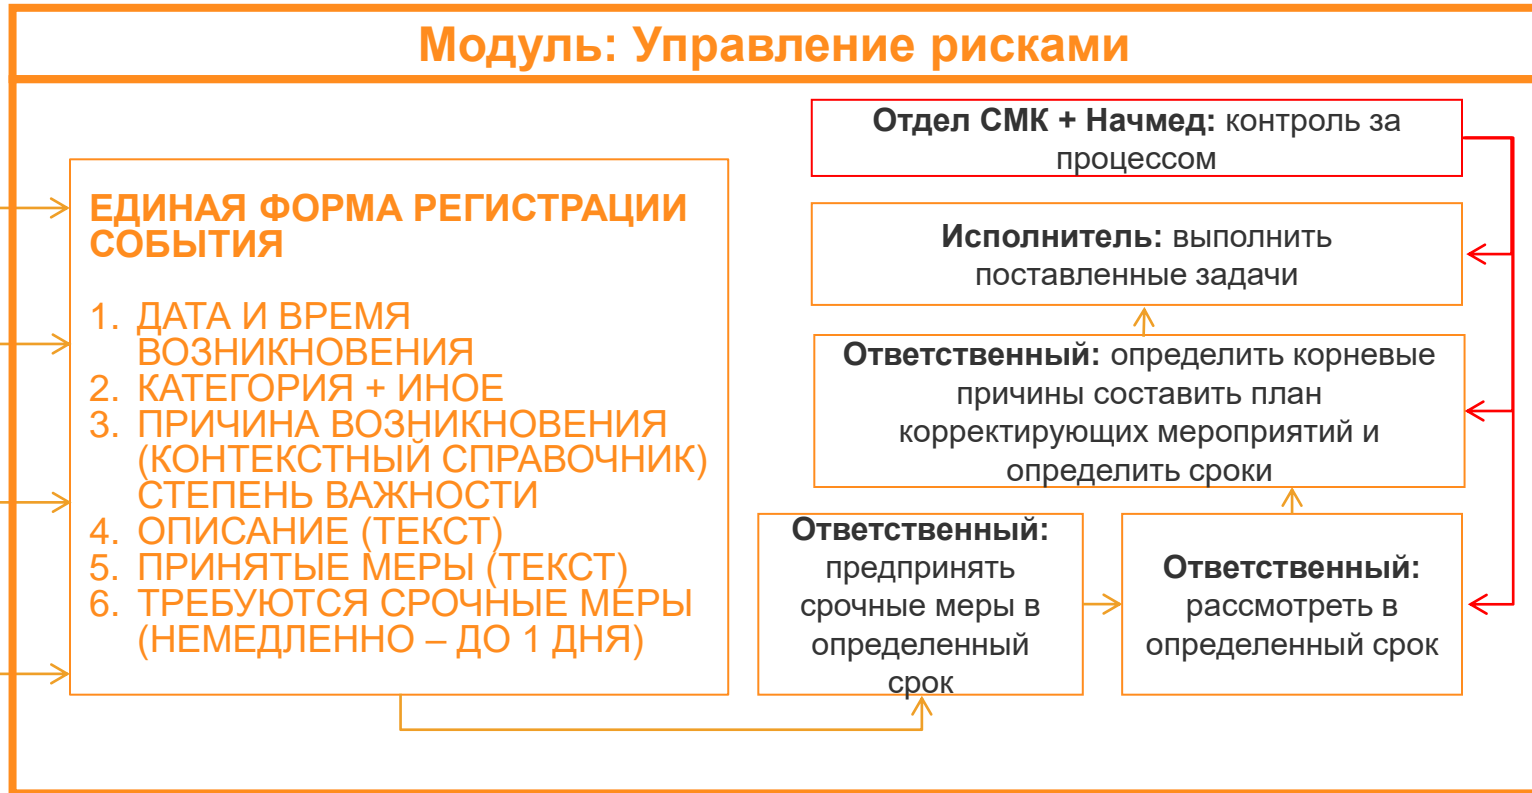 Модуль: Управление рисками
ЕДИНАЯ ФОРМА РЕГИСТРАЦИИ
СОБЫТИЯ
1. ДАТА И ВРЕМЯ
ВОЗНИКНОВЕНИЯ
2. КАТЕГОРИЯ + ИНОЕ
3. ПРИЧИНА ВОЗНИКНОВЕНИЯ
(КОНТЕКСТНЫЙ СПРАВОЧНИК)
СТЕПЕНЬ ВАЖНОСТИ
4. ОПИСАНИЕ (ТЕКСТ)
5. ПРИНЯТЫЕ МЕРЫ (ТЕКСТ)
6. ТРЕБУЮТСЯ СРОЧНЫЕ МЕРЫ
(НЕМЕДЛЕННО – ДО 1 ДНЯ)
Отдел СМК + Начмед: контроль за
процессом
Исполнитель: выполнить
поставленные задачи
Ответственный: определить корневые
причины составить план
корректирующих мероприятий и
определить сроки
Ответственный:
предпринять
срочные меры в
определенный
срок
Ответственный:
рассмотреть в
определенный срок